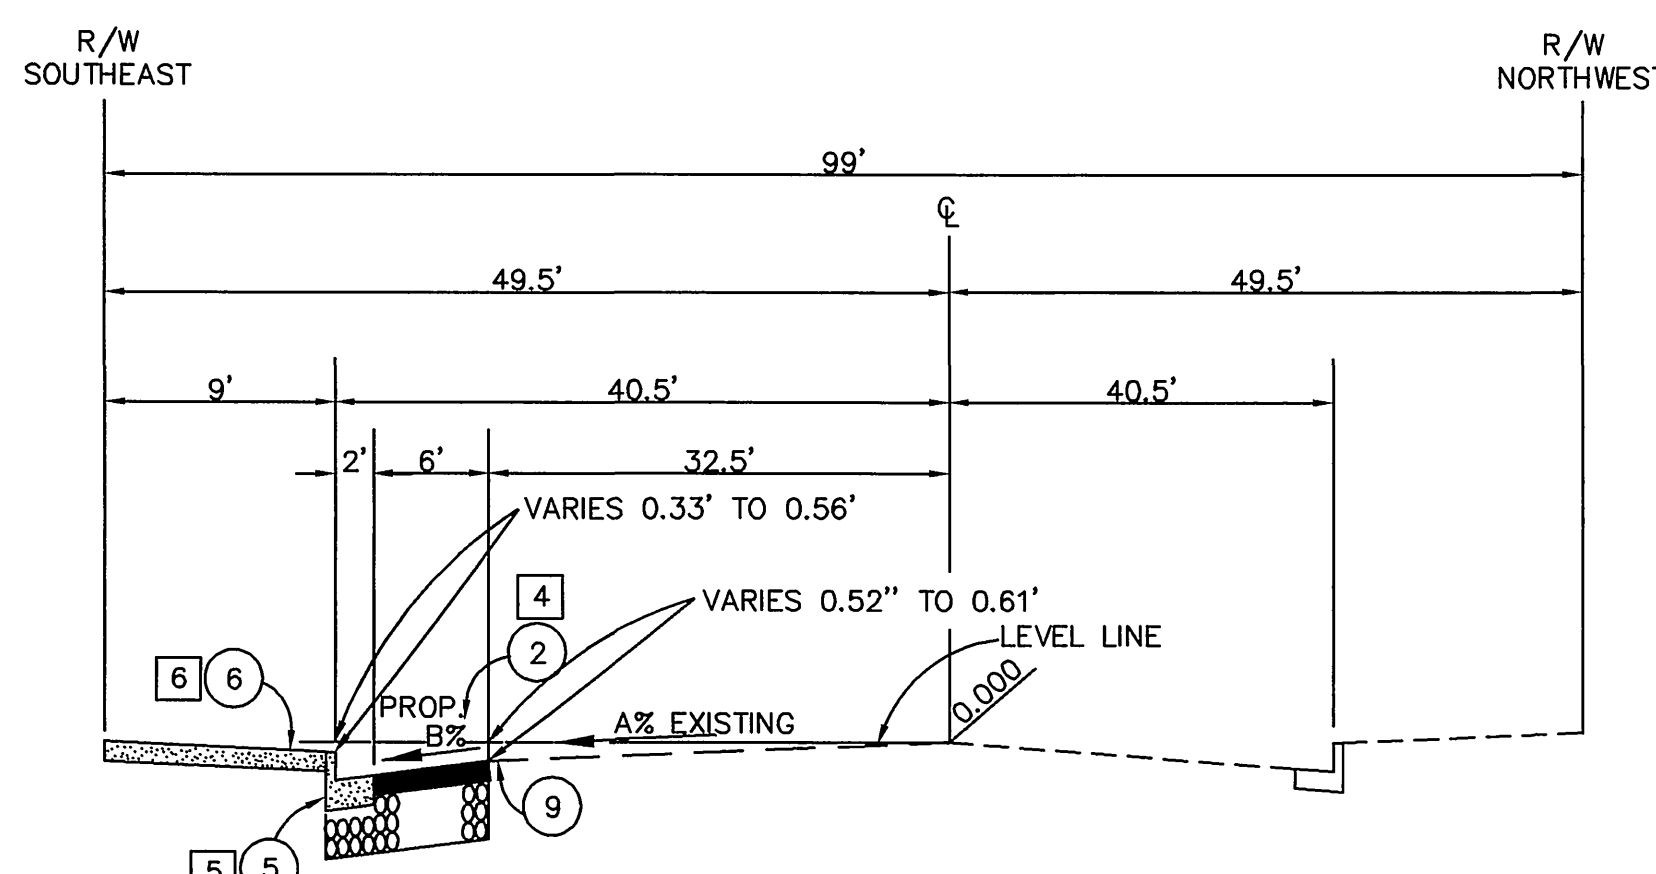 R/W
SOUTHEAST
R/W
NORTHWEST
99'
℄
49.5'
49.5'
9'
40.5'
40.5'
2'
6'
32.5'
VARIES 0.33' TO 0.56'
4
VARIES 0.52" TO 0.61'
2
LEVEL LINE
6
6
0.000
PROP.
B%
A% EXISTING
9
5
5